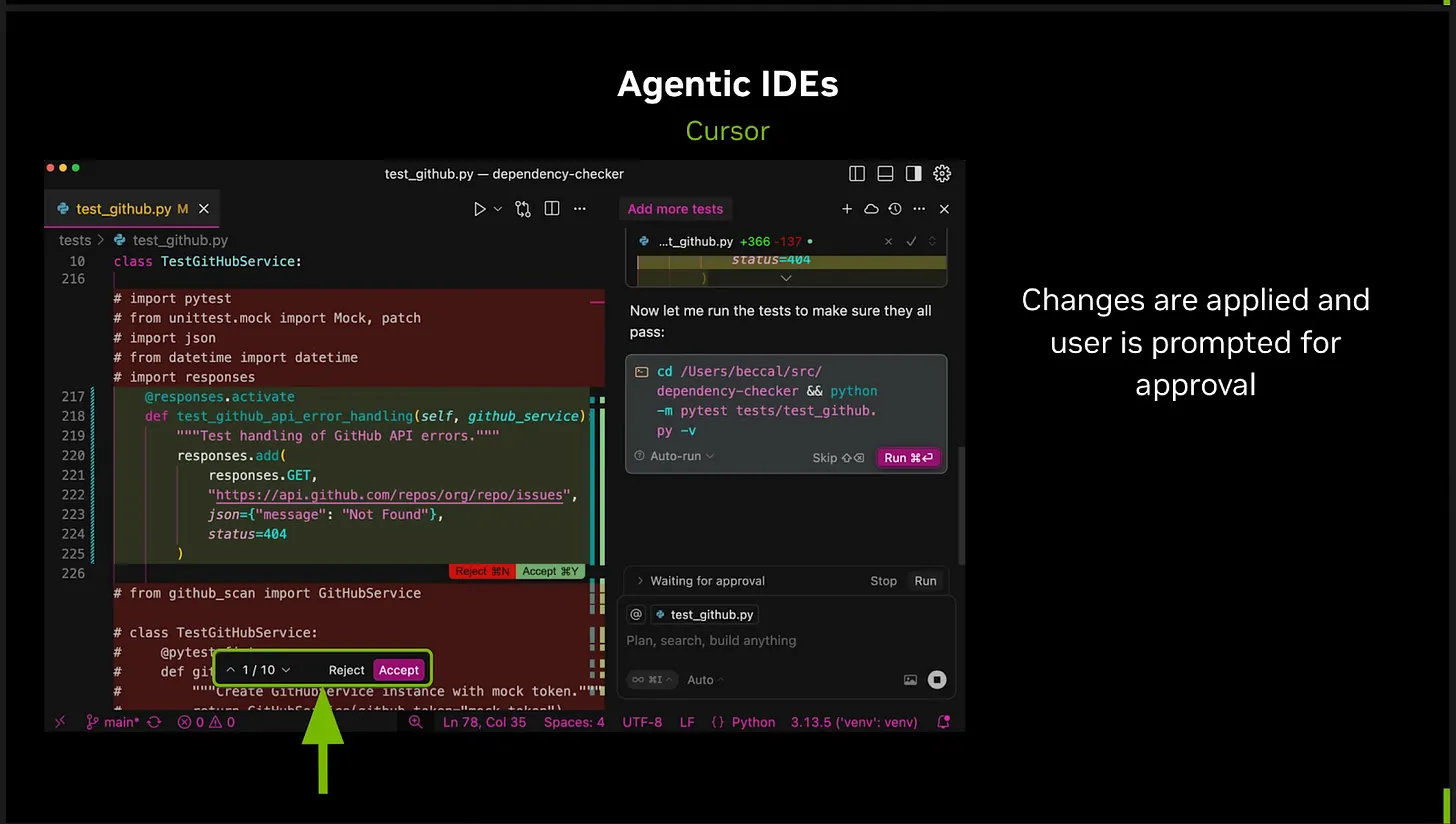 Agentic IDEs
Cursor
test_github.py — dependency-checker
test_github.py M
tests > test_github.py
10 class TestGitHubService:
216
# import pytest
# from unittest.mock import Mock, patch
# import json
# from datetime import datetime
# import responses
217 @responses.activate
218 def test_github_api_error_handling(self, github_service):
219 """Test handling of GitHub API errors."""
220 responses.add(
221 responses.GET,
222 "https://api.github.com/repos/org/repo/issues",
223 json={"message": "Not Found"},
224 status=404
225 )
226
Reject ⌘N Accept ⌘Y
# from github_scan import GitHubService
# class TestGitHubService:
# @pytest
# def git
1 / 10 Reject Accept
# """Create GitHubService instance with mock token."""
main* 0 0 Ln 78, Col 35 Spaces: 4 UTF-8 LF {} Python 3.13.5 ('venv': venv)
Add more tests
...t_github.py +366 -137
status=404
)
Now let me run the tests to make sure they all
pass:
cd /Users/beccal/src/
dependency-checker && python
-m pytest tests/test_github.
py -v
Auto-run Skip ⇧⌫ Run ⌘⏎
Waiting for approval Stop Run
@ test_github.py
Plan, search, build anything
∞ ⌘I Auto
Changes are applied and
user is prompted for
approval